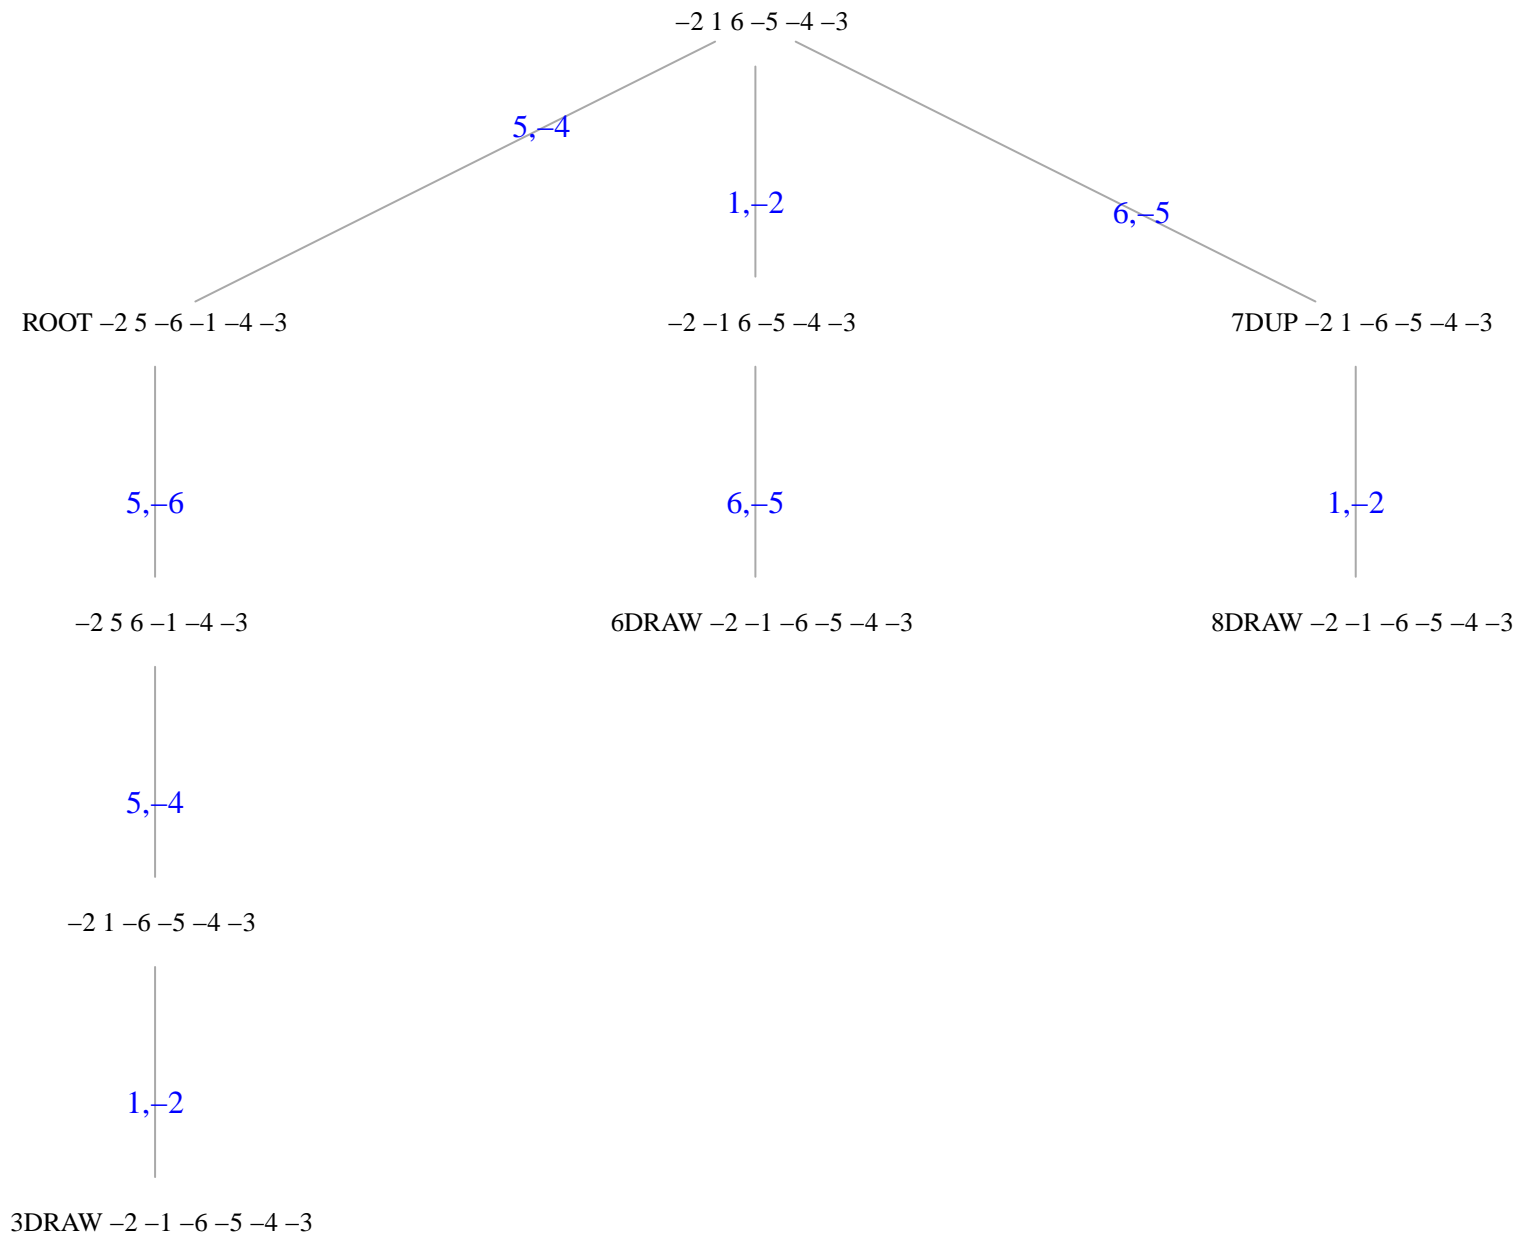 –2 1 6 –5 –4 –3
5,–4
1,–2
6,–5
ROOT –2 5 –6 –1 –4 –3
–2 –1 6 –5 –4 –3
7DUP –2 1 –6 –5 –4 –3
5,–6
6,–5
1,–2
–2 5 6 –1 –4 –3
6DRAW –2 –1 –6 –5 –4 –3
8DRAW –2 –1 –6 –5 –4 –3
5,–4
–2 1 –6 –5 –4 –3
1,–2
3DRAW –2 –1 –6 –5 –4 –3